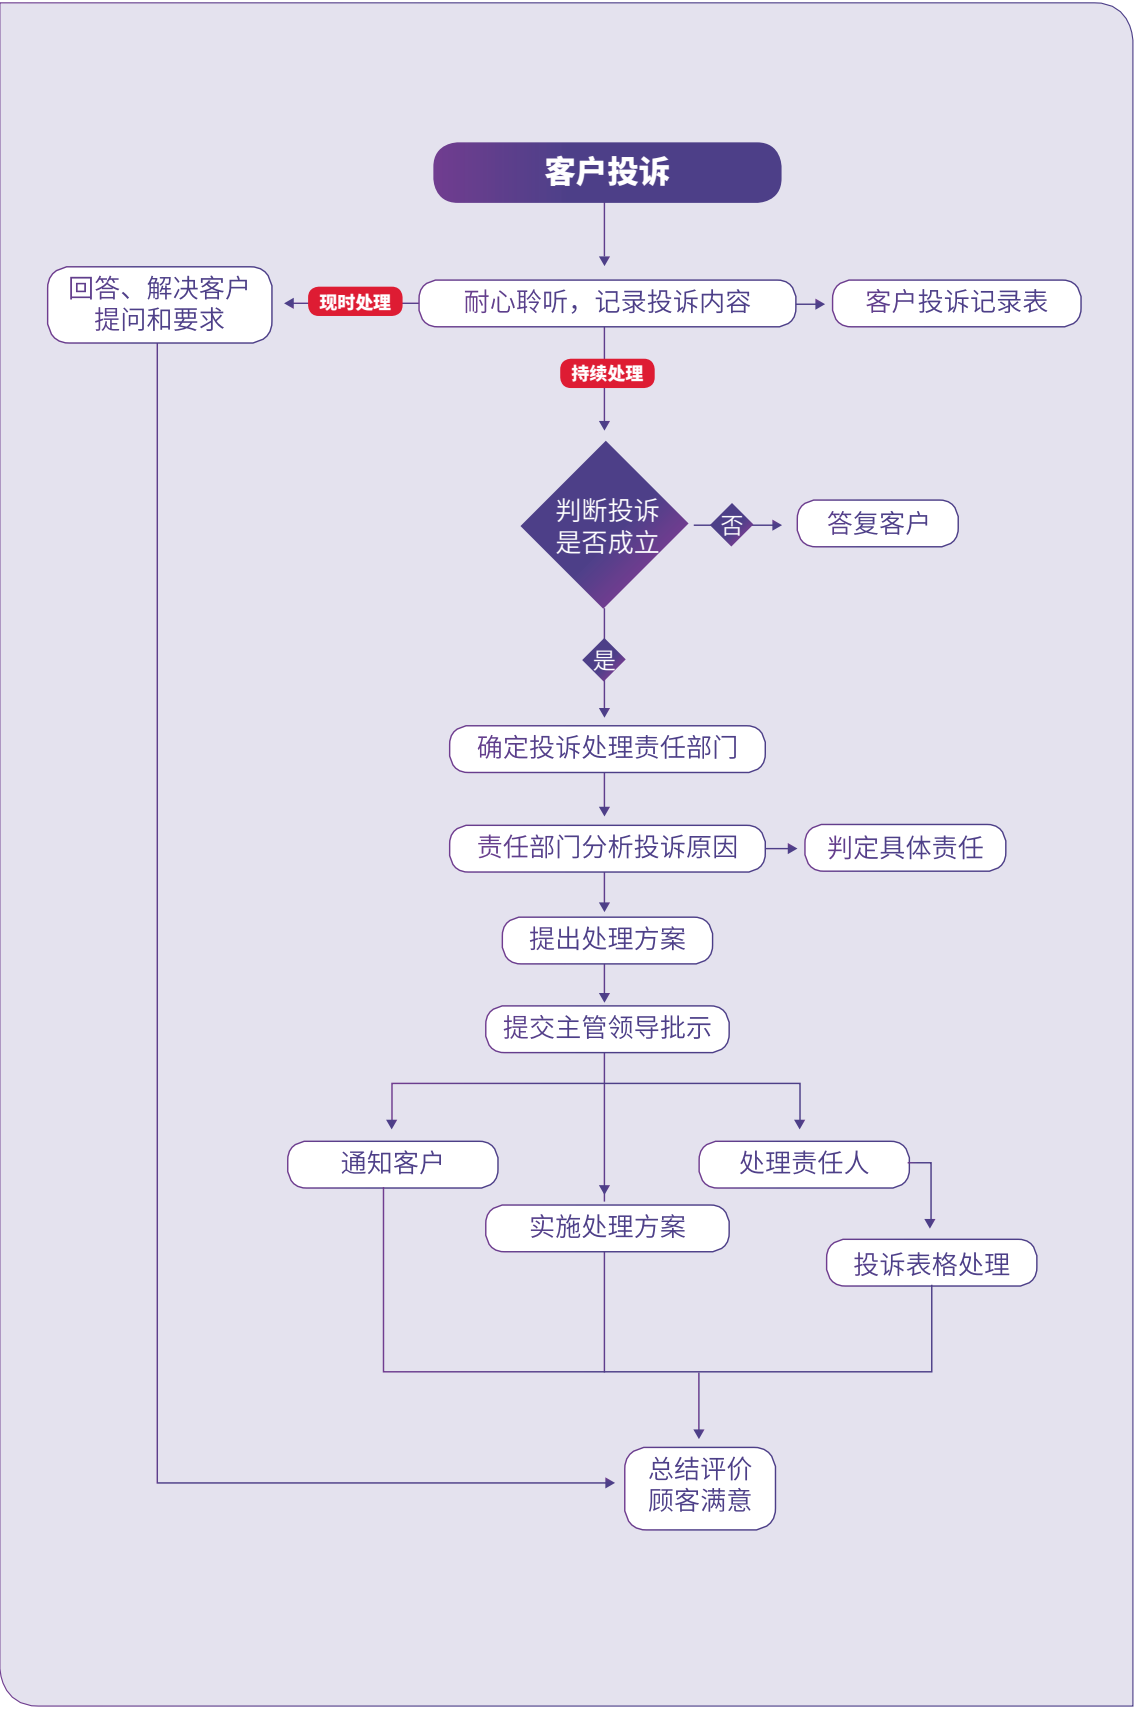 客户投诉
回答、解决客户
提问和要求
现时处理
耐心聆听，记录投诉内容
客户投诉记录表
持续处理
判断投诉
是否成立
否
答复客户
是
确定投诉处理责任部门
责任部门分析投诉原因
判定具体责任
提出处理方案
提交主管领导批示
通知客户
处理责任人
实施处理方案
投诉表格处理
总结评价
顾客满意